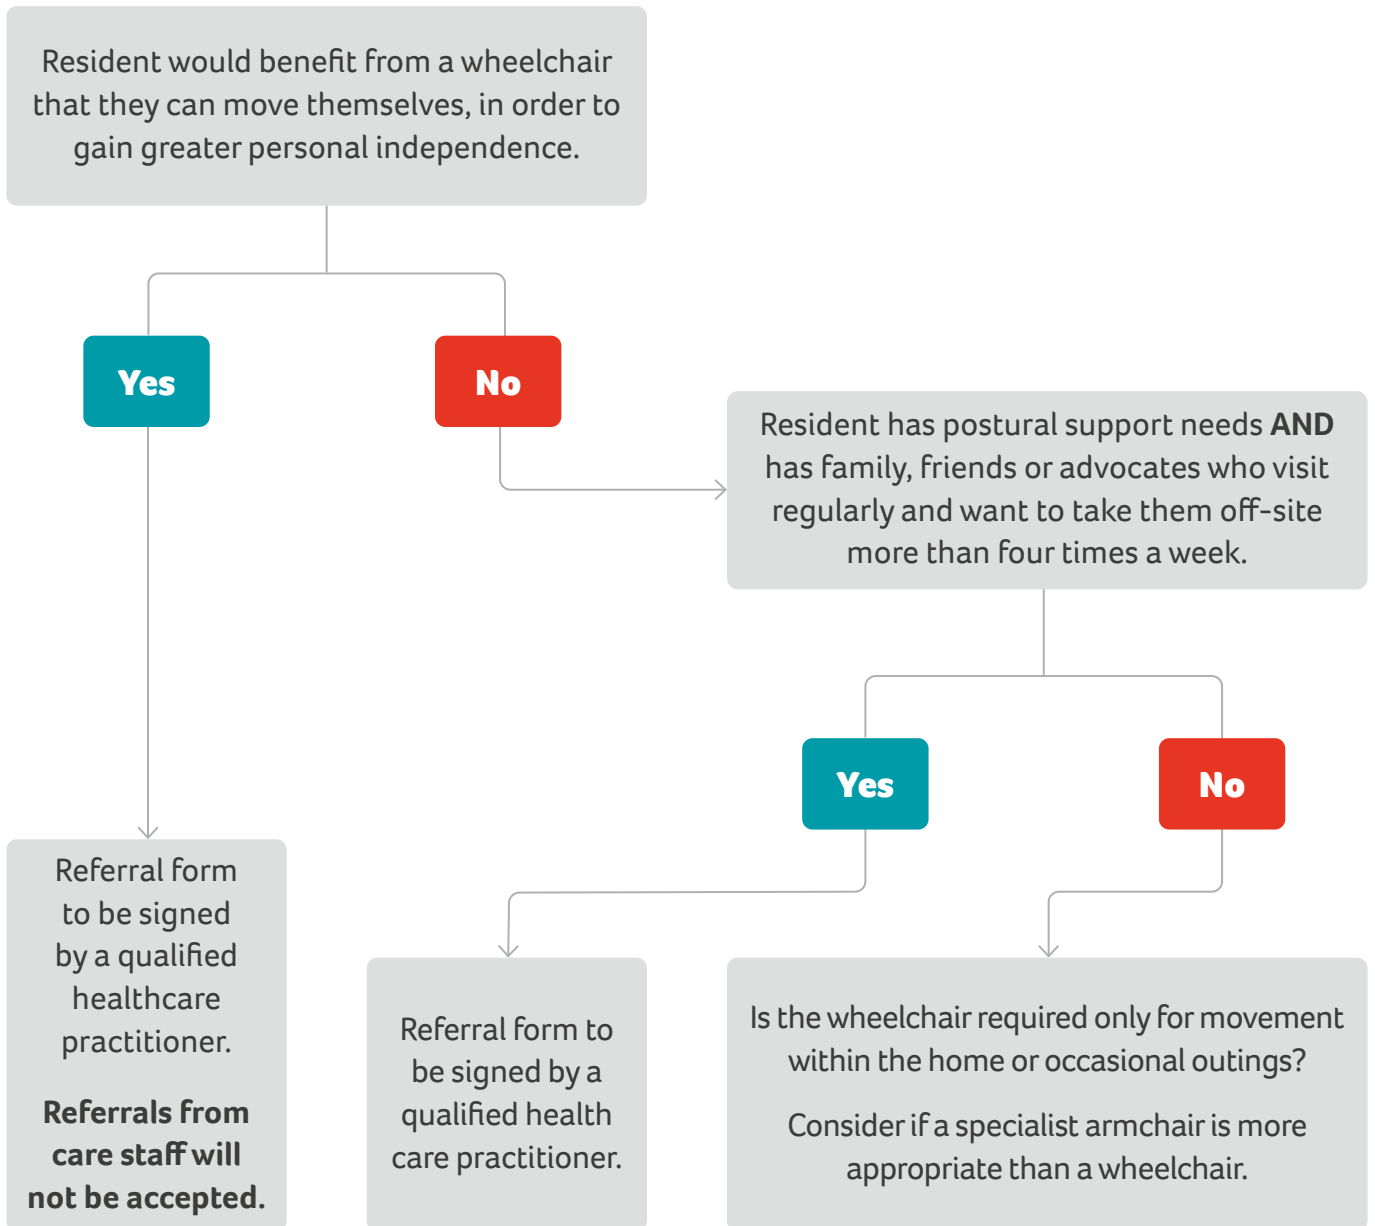 Resident would benefit from a wheelchair
that they can move themselves, in order to
gain greater personal independence.
Yes
No
Resident has postural support needs AND
has family, friends or advocates who visit
regularly and want to take them off-site
more than four times a week.
Yes
No
Referral form
to be signed
by a qualified
healthcare
practitioner.
Referrals from
care staff will
not be accepted.
Referral form to
be signed by a
qualified health
care practitioner.
Is the wheelchair required only for movement
within the home or occasional outings?
Consider if a specialist armchair is more
appropriate than a wheelchair.